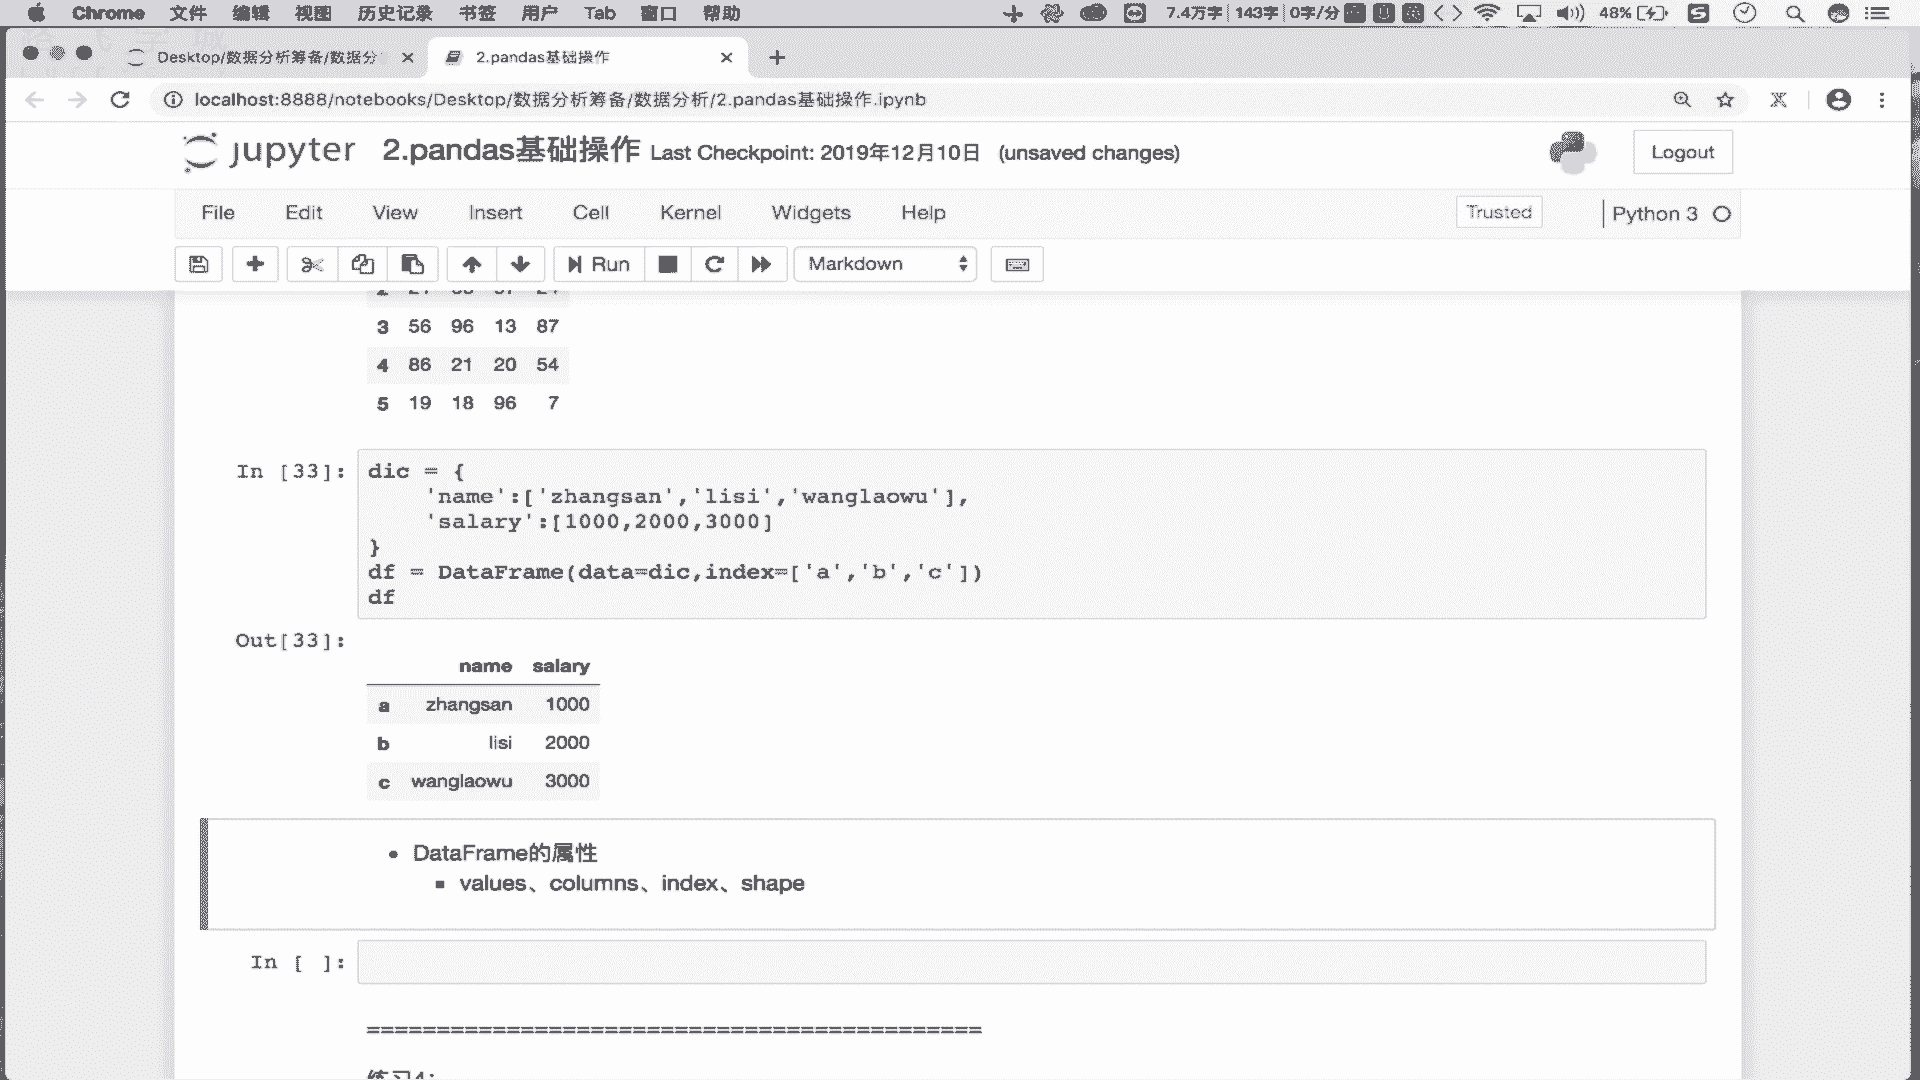 Chrome 文件 编辑 视图 历史记录 书签 用户 Tab 窗口 帮助 7.4万字 143字 0字/分 48%
Desktop/数据分析筹备/数据分
2.pandas基础操作
localhost:8888/notebooks/Desktop/数据分析筹备/数据分析/2.pandas基础操作.ipynb
jupyter 2.pandas基础操作 Last Checkpoint: 2019年12月10日 (unsaved changes) Logout
File Edit View Insert Cell Kernel Widgets Help Trusted Python 3
Run Markdown
3 56 96 13 87
4 86 21 20 54
5 19 18 96 7
In [33]: dic = {
'name':['zhangsan','lisi','wanglaowu'],
'salary':[1000,2000,3000]
}
df = DataFrame(data=dic,index=['a','b','c'])
df
Out[33]:
name salary
a zhangsan 1000
b lisi 2000
c wanglaowu 3000
DataFrame的属性
values、columns、index、shape
In [ ]:
============================================
练习4: